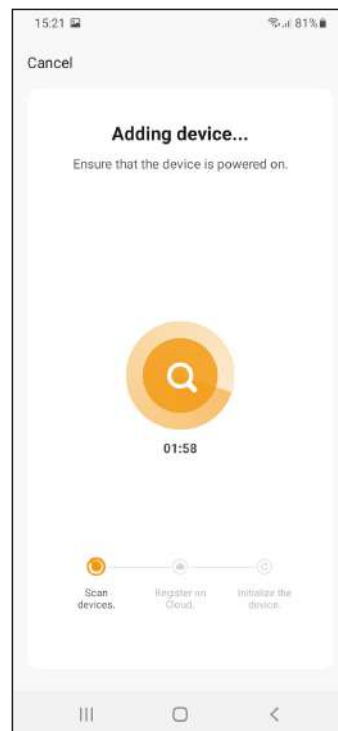 15:21
81%
Cancel
Adding device...
Ensure that the device is powered on.
01:58
Scan
devices.
Register on
Cloud.
Initialize the
device.